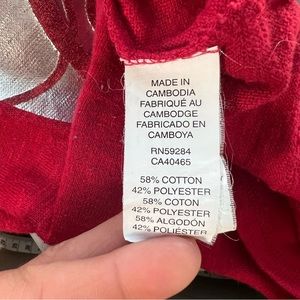 MADE IN
CAMBODIA
FABRIQUÉ AU
CAMBODGE
FABRICADO EN
CAMBOYA
RN59284
CA40465
58% COTTON
42% POLYESTER
58% COTON
42% POLYESTER
58% ALGODÓN
42% POLIÉSTER